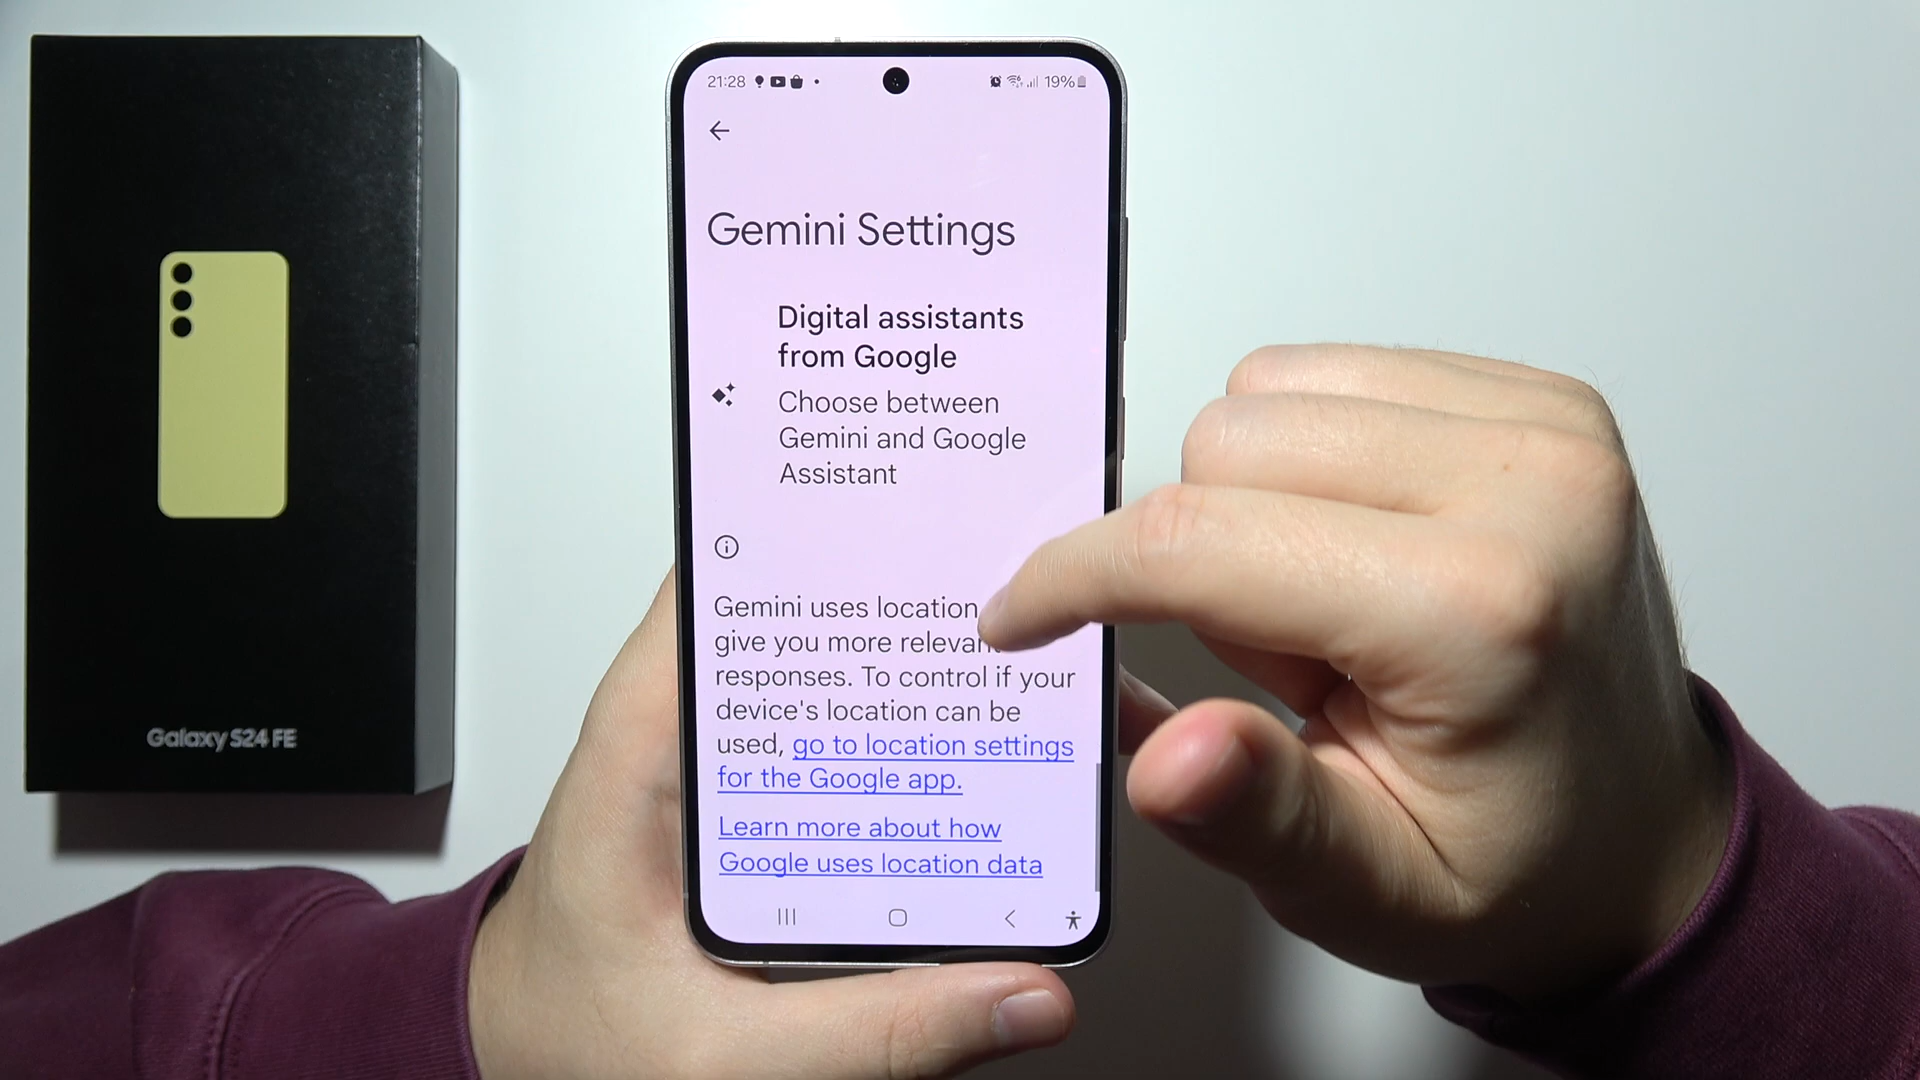 21:28
19%
Gemini Settings
Digital assistants
from Google
Choose between
Gemini and Google
Assistant
Gemini uses location
give you more relevant
responses. To control if your
device's location can be
used, go to location settings
for the Google app.
Learn more about how
Google uses location data
Galaxy S24 FE